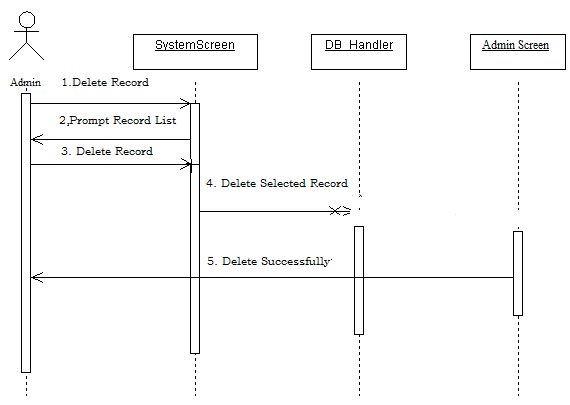 SystemScreen
DB_Handler
Admin Screen
Admin
1.Delete Record
2,Prompt Record List
3. Delete Record
4. Delete Selected Record
5. Delete Successfully